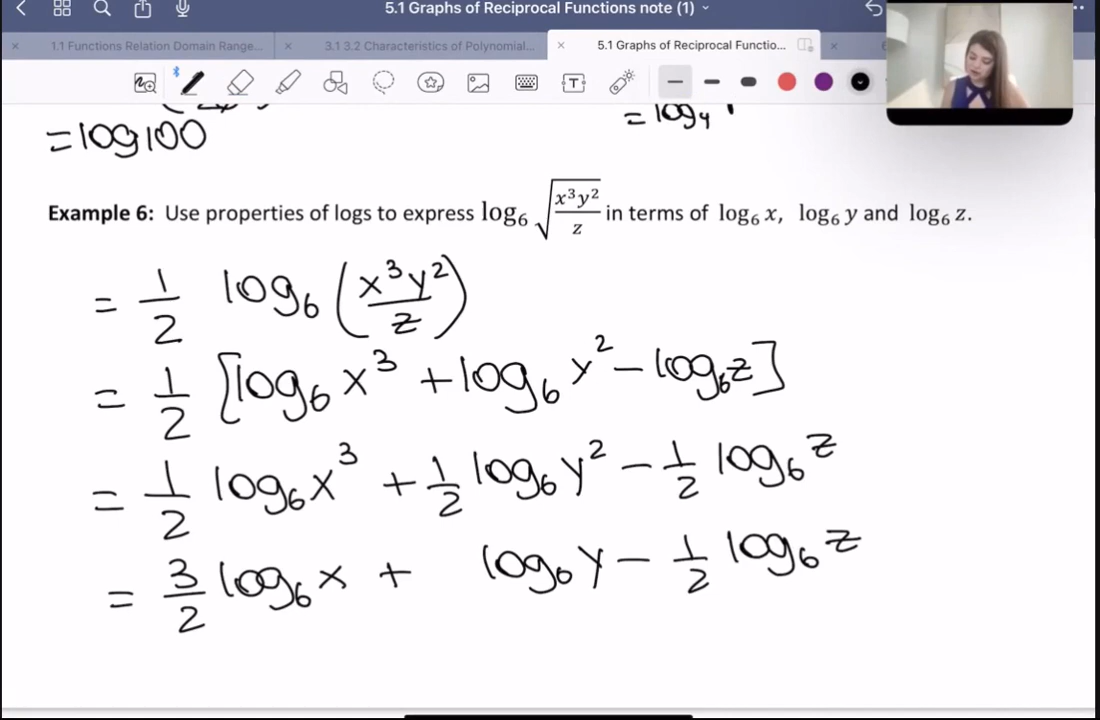 5.1 Graphs of Reciprocal Functions note (1)
1.1 Functions Relation Domain Range...
3.1 3.2 Characteristics of Polynomial...
5.1 Graphs of Reciprocal Functio...
= log 100
= log₄
Example 6: Use properties of logs to express log₆ √(x³y²/z) in terms of log₆ x, log₆ y and log₆ z.
= 1/2 log₆ (x³y²/z)
= 1/2 [log₆ x³ + log₆ y² − log₆ z]
= 1/2 log₆ x³ + 1/2 log₆ y² − 1/2 log₆ z
= 3/2 log₆ x + log₆ y − 1/2 log₆ z